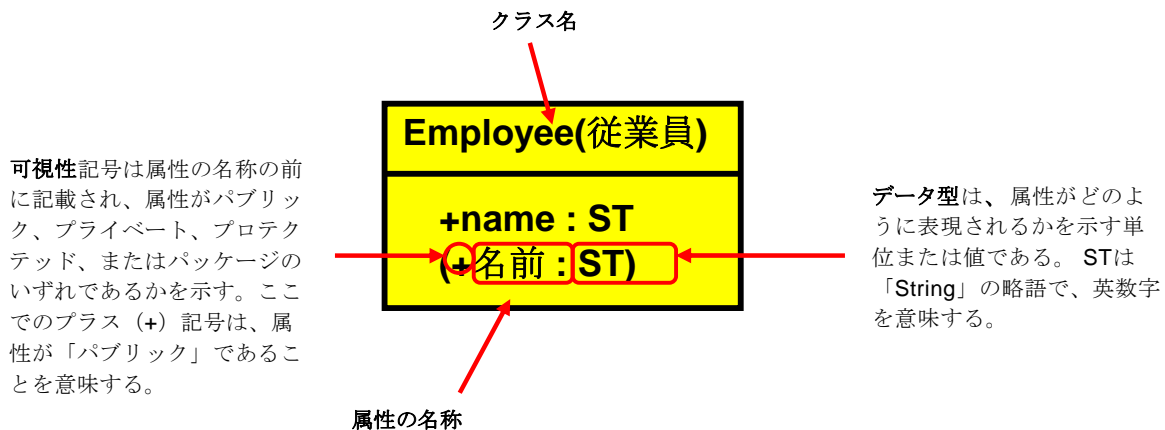 クラス名
Employee(従業員)
可視性記号は属性の名称の前
に記載され、属性がパブリッ
ク、プライベート、プロテク
テッド、またはパッケージの
いずれであるかを示す。ここ
でのプラス（+）記号は、属
性が「パブリック」であるこ
とを意味する。
+name : ST
(+名前 : ST)
データ型は、属性がどのよ
うに表現されるかを示す単
位または値である。 STは
「String」の略語で、英数字
を意味する。
属性の名称